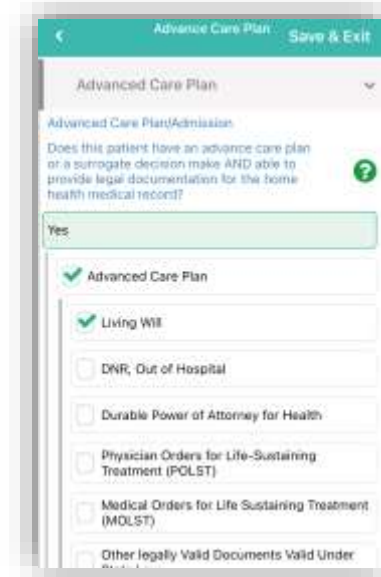 Advance Care Plan
Save & Exit
Advanced Care Plan
Advanced Care Plan/Admission
Does this patient have an advance care plan
or a surrogate decision make AND able to
provide legal documentation for the home
health medical record?
Yes
Advanced Care Plan
Living Will
DNR, Out of Hospital
Durable Power of Attorney for Health
Physician Orders for Life-Sustaining
Treatment (POLST)
Medical Orders for Life Sustaining Treatment
(MOLST)
Other legally Valid Documents Valid Under